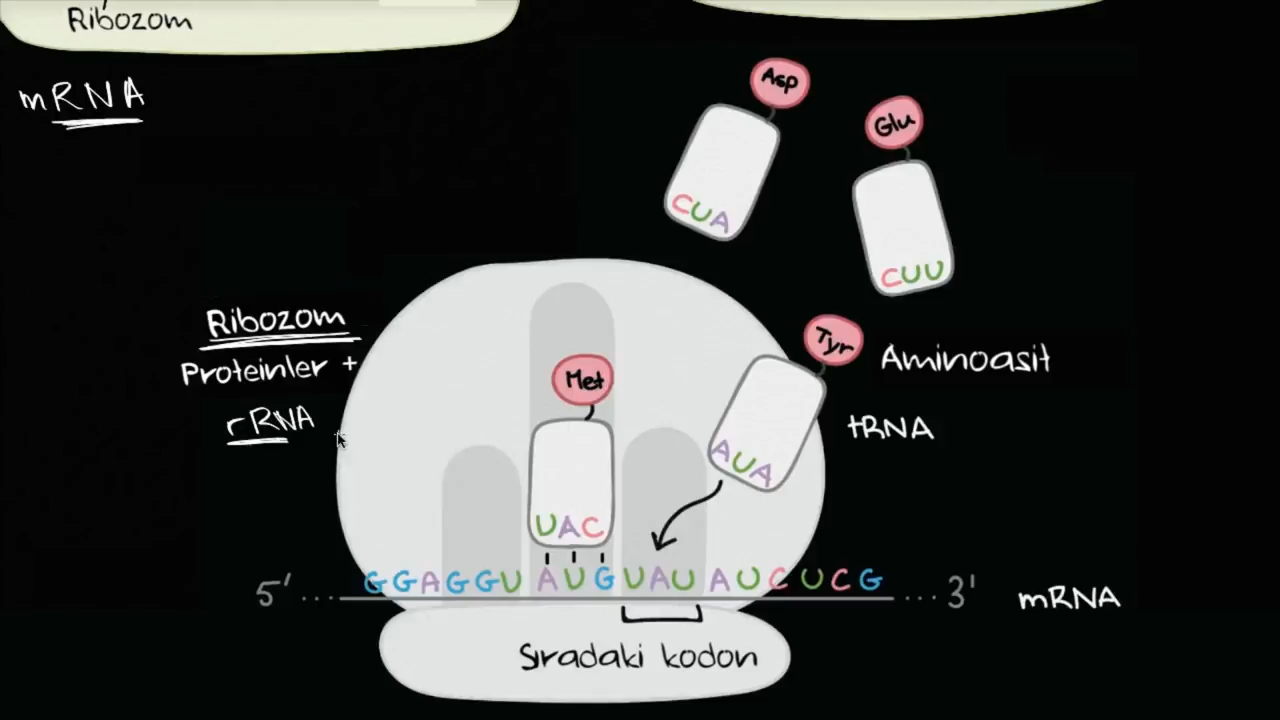 Ribozom
mRNA
Asp
Glu
CUA
CUU
Ribozom
Proteinler +
rRNA
Met
Tyr
Aminoasit
tRNA
AUA
UAC
5' ... GGAGGUAUGUAUAUCUCG ... 3'
mRNA
Sıradaki kodon